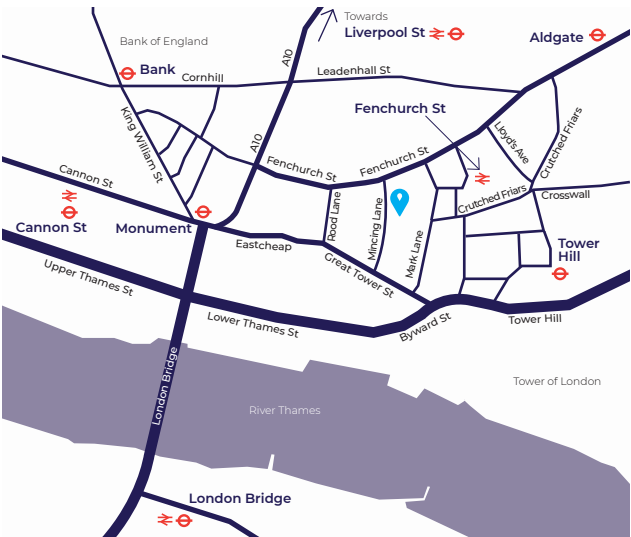 Towards
Liverpool St
Aldgate
Bank of England
Bank
Cornhill
A10
Leadenhall St
Fenchurch St
King William St
A10
Lloyd's Ave
Crutched Friars
Fenchurch St
Fenchurch St
Cannon St
Crutched Friars
Crosswall
Rood Lane
Mincing Lane
Mark Lane
Cannon St
Monument
Eastcheap
Great Tower St
Tower
Hill
Upper Thames St
Lower Thames St
Byward St
Tower Hill
London Bridge
Tower of London
River Thames
London Bridge